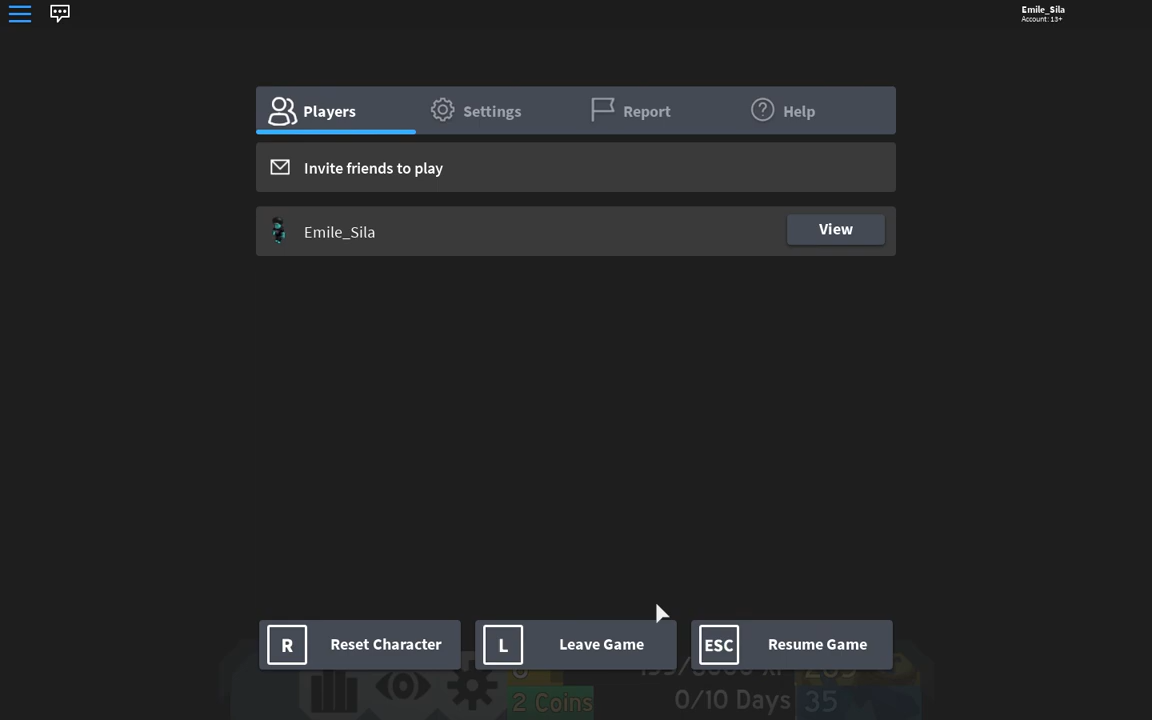 Emile_Sila
Account: 13+
Players
Settings
Report
Help
Invite friends to play
Emile_Sila
View
R Reset Character
L Leave Game
ESC Resume Game
2 Coins
0/10 Days
35